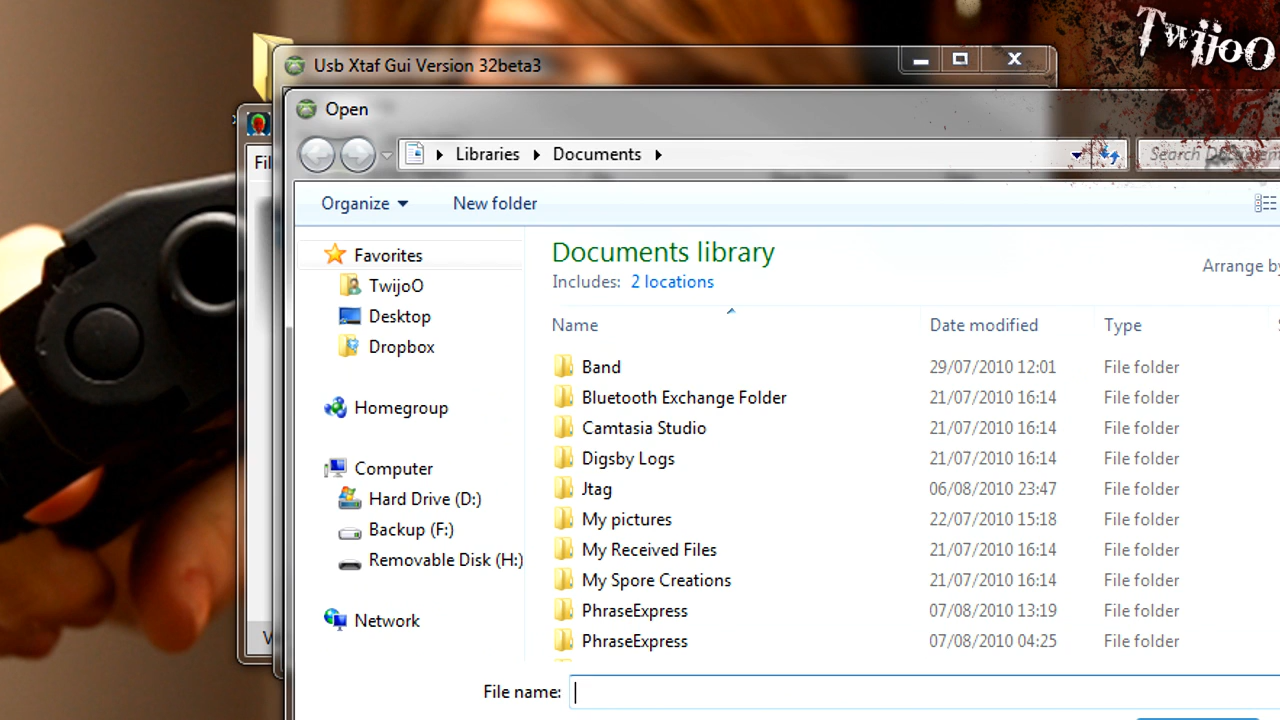 TwijoO
Usb Xtaf Gui Version 32beta3
Open
Libraries Documents
Search
Fil
Organize New folder
Favorites
TwijoO
Desktop
Dropbox
Homegroup
Computer
Hard Drive (D:)
Backup (F:)
Removable Disk (H:)
Network
Documents library
Includes: 2 locations
Arrange by
Name Date modified Type
Band 29/07/2010 12:01 File folder
Bluetooth Exchange Folder 21/07/2010 16:14 File folder
Camtasia Studio 21/07/2010 16:14 File folder
Digsby Logs 21/07/2010 16:14 File folder
Jtag 06/08/2010 23:47 File folder
My pictures 22/07/2010 15:18 File folder
My Received Files 21/07/2010 16:14 File folder
My Spore Creations 21/07/2010 16:14 File folder
PhraseExpress 07/08/2010 13:19 File folder
PhraseExpress 07/08/2010 04:25 File folder
File name: